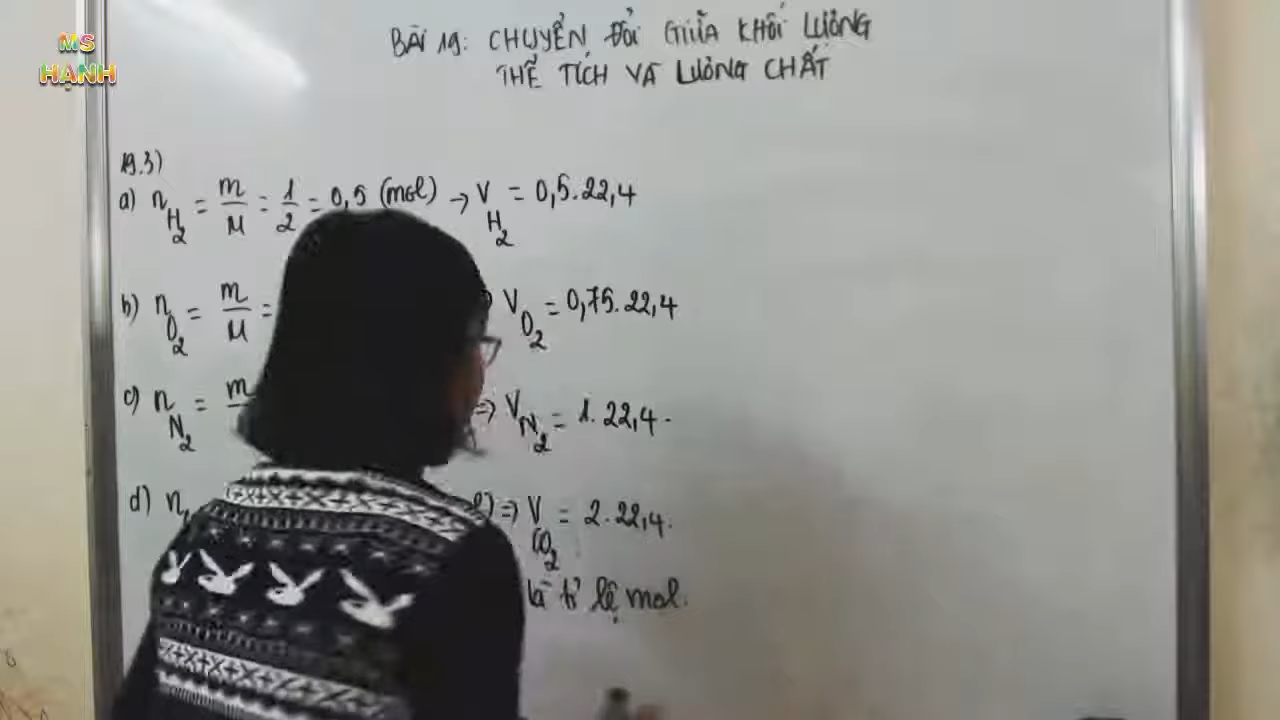 MS
HẠNH
BÀI 19: CHUYỂN ĐỔI GIỮA KHỐI LƯỢNG
THỂ TÍCH VÀ LƯỢNG CHẤT
19.3)
a) n H2 = m/M = 1/2 = 0,5 (mol) → V H2 = 0,5.22,4
b) n O2 = m/M = V O2 = 0,75.22,4
c) n N2 = m ⇒ V N2 = 1.22,4.
d) n ) ⇒ V CO2 = 2.22,4.
là tỉ lệ mol.